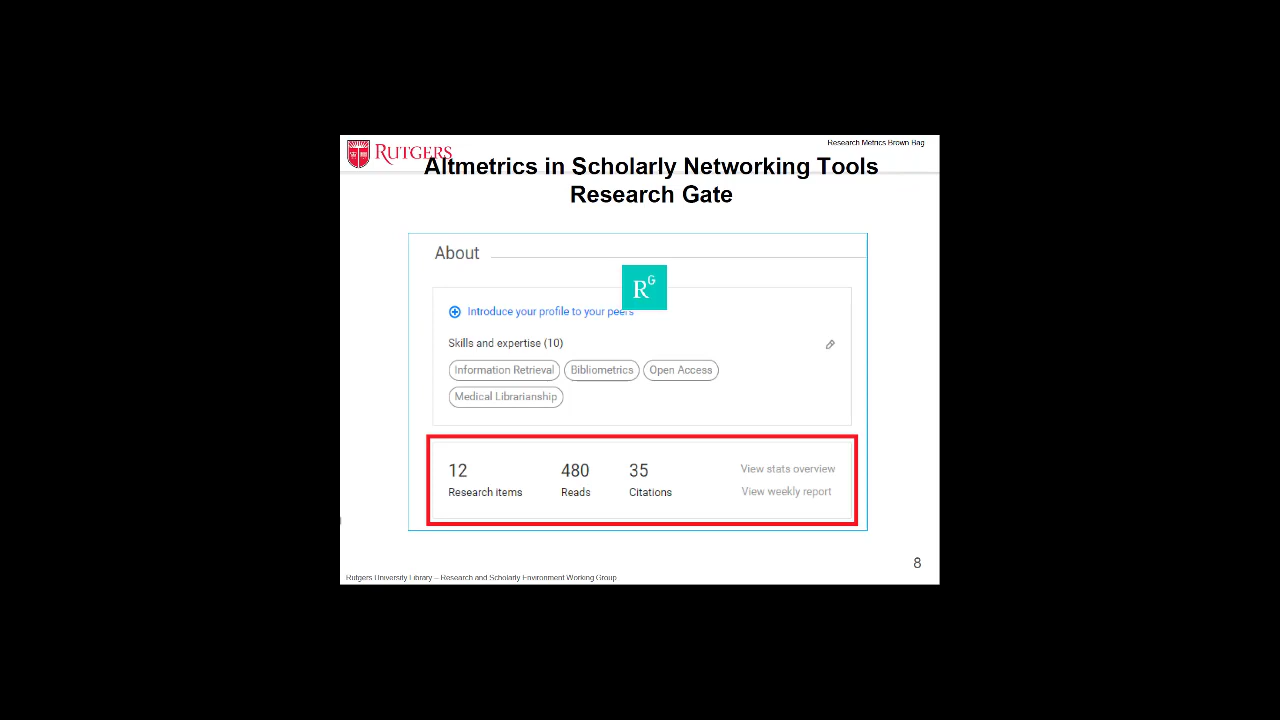 RUTGERS
Research Metrics Brown Bag
Altmetrics in Scholarly Networking Tools
Research Gate
About
RG
Introduce your profile to your peers
Skills and expertise (10)
Information Retrieval Bibliometrics Open Access
Medical Librarianship
12 480 35 View stats overview
Research items Reads Citations View weekly report
8
Rutgers University Library – Research and Scholarly Environment Working Group